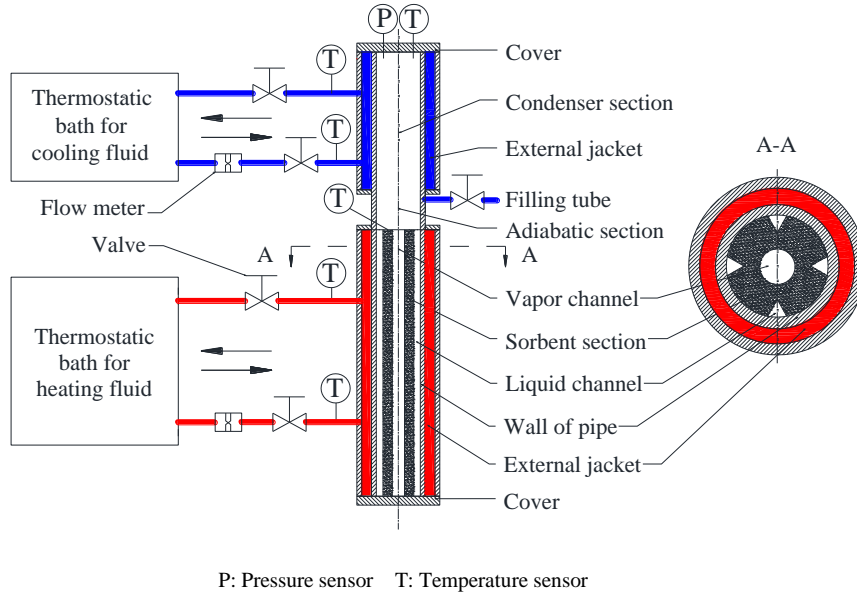 P T
Cover
T
Thermostatic
bath for
cooling fluid
Condenser section
T
External jacket
A-A
Flow meter
T
Filling tube
Adiabatic section
Valve
A A
T
Vapor channel
Sorbent section
Thermostatic
bath for
heating fluid
Liquid channel
T
Wall of pipe
External jacket
Cover
P: Pressure sensor T: Temperature sensor